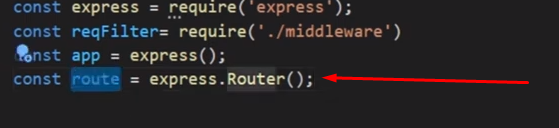 const express = require('express');
const reqFilter= require('./middleware')
const app = express();
const route = express.Router();